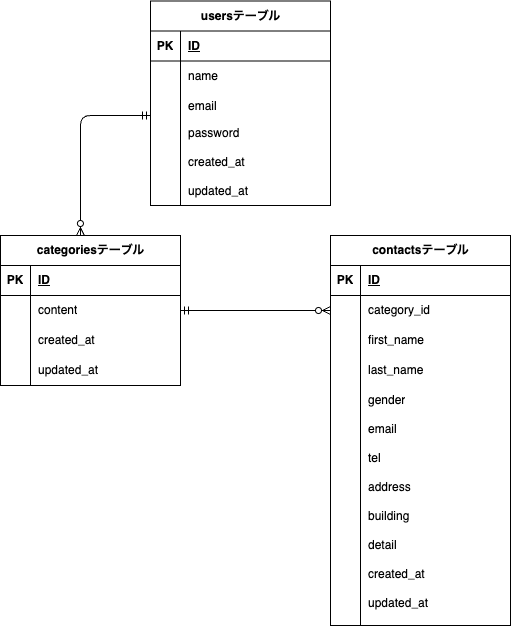 usersテーブル
PK ID
name
email
password
created_at
updated_at
categoriesテーブル
PK ID
content
created_at
updated_at
contactsテーブル
PK ID
category_id
first_name
last_name
gender
email
tel
address
building
detail
created_at
updated_at